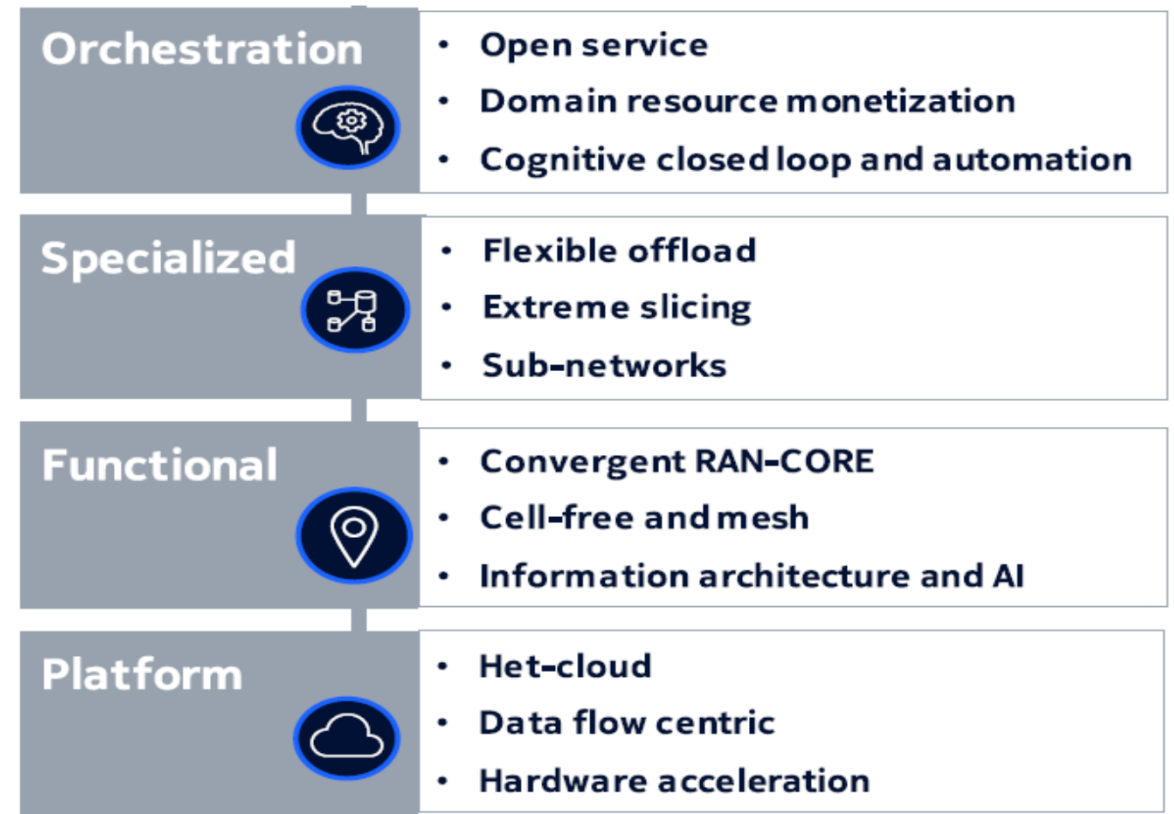 Orchestration
• Open service
• Domain resource monetization
• Cognitive closed loop and automation
Specialized
• Flexible offload
• Extreme slicing
• Sub-networks
Functional
• Convergent RAN-CORE
• Cell-free and mesh
• Information architecture and AI
Platform
• Het-cloud
• Data flow centric
• Hardware acceleration